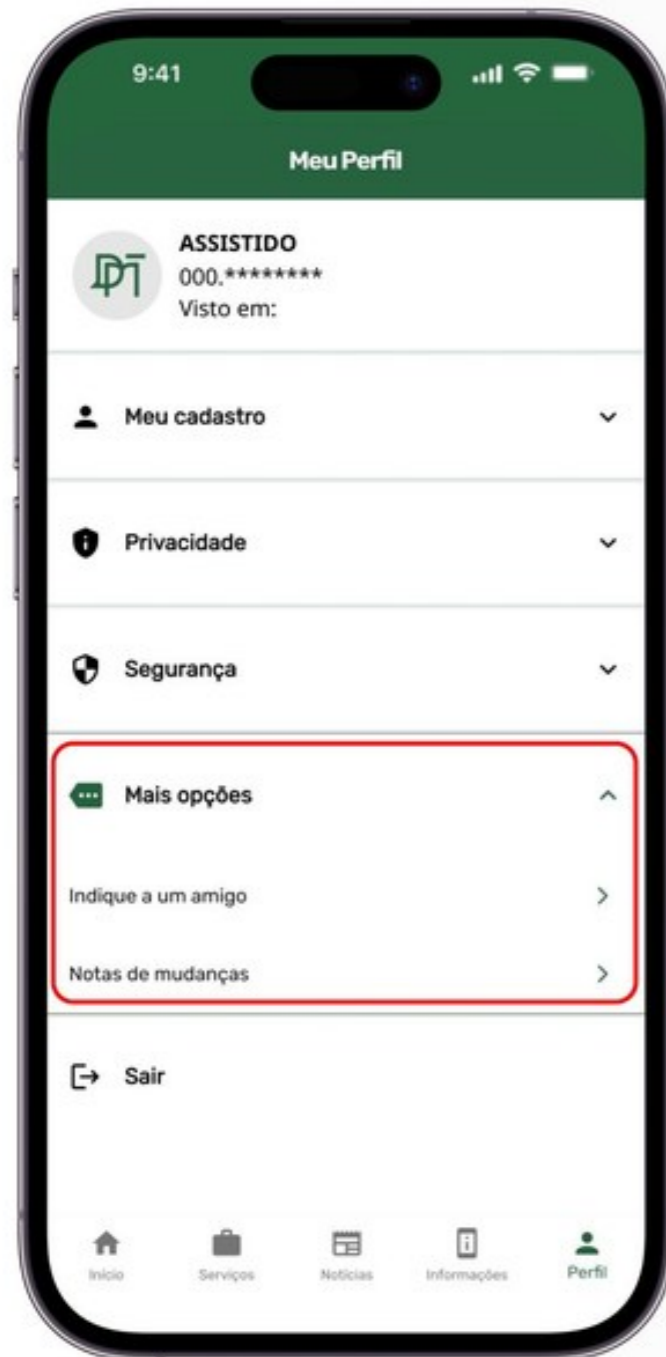 9:41
Meu Perfil
ASSISTIDO
000.********
Visto em:
Meu cadastro
Privacidade
Segurança
Mais opções
Indique a um amigo
Notas de mudanças
Sair
Início Serviços Notícias Informações Perfil